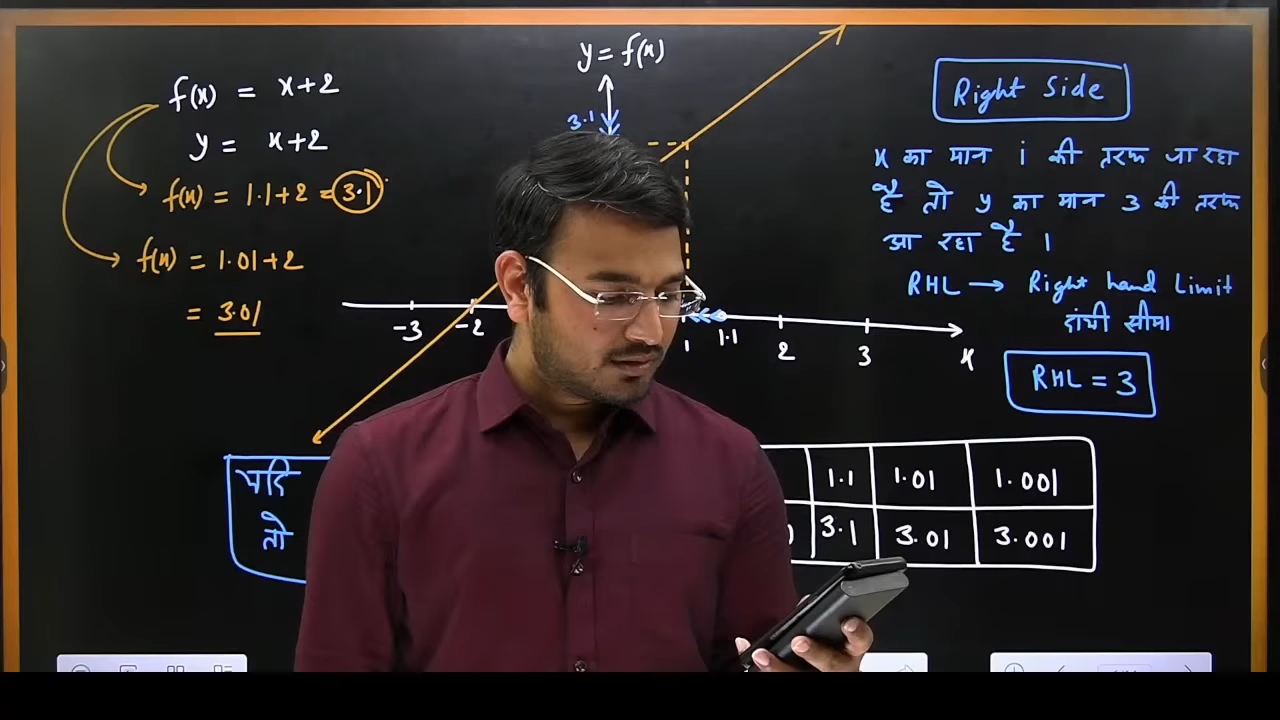 f(x) = x+2
y = x+2
f(x) = 1.1+2 = 3.1
f(x) = 1.01+2
= 3.01
y = f(x)
3.1
-3
-2
1
1.1
2
3
x
Right Side
x का मान 1 की तरफ जा रहा
है तो y का मान 3 की तरफ
आ रहा है ।
RHL → Right hand Limit
दांयी सीमा
RHL = 3
यदि 1.1 1.01 1.001
तो 3.1 3.01 3.001